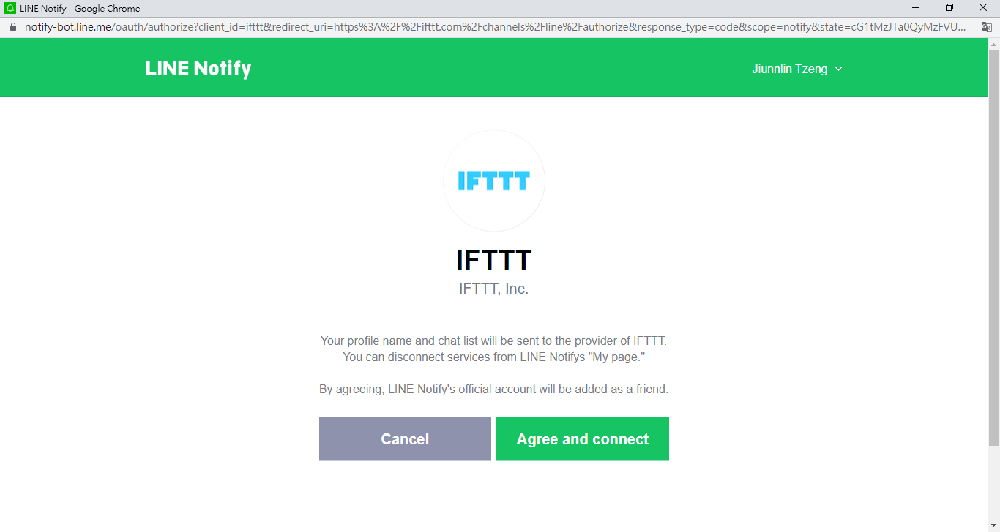 LINE Notify - Google Chrome
notify-bot.line.me/oauth/authorize?client_id=ifttt&redirect_uri=https%3A%2F%2Fifttt.com%2Fchannels%2Fline%2Fauthorize&response_type=code&scope=notify&state=cG1tMzJTa0QyMzFVU...
LINE Notify
Jiunnlin Tzeng
IFTTT
IFTTT
IFTTT, Inc.
Your profile name and chat list will be sent to the provider of IFTTT.
You can disconnect services from LINE Notifys "My page."
By agreeing, LINE Notify's official account will be added as a friend.
Cancel
Agree and connect